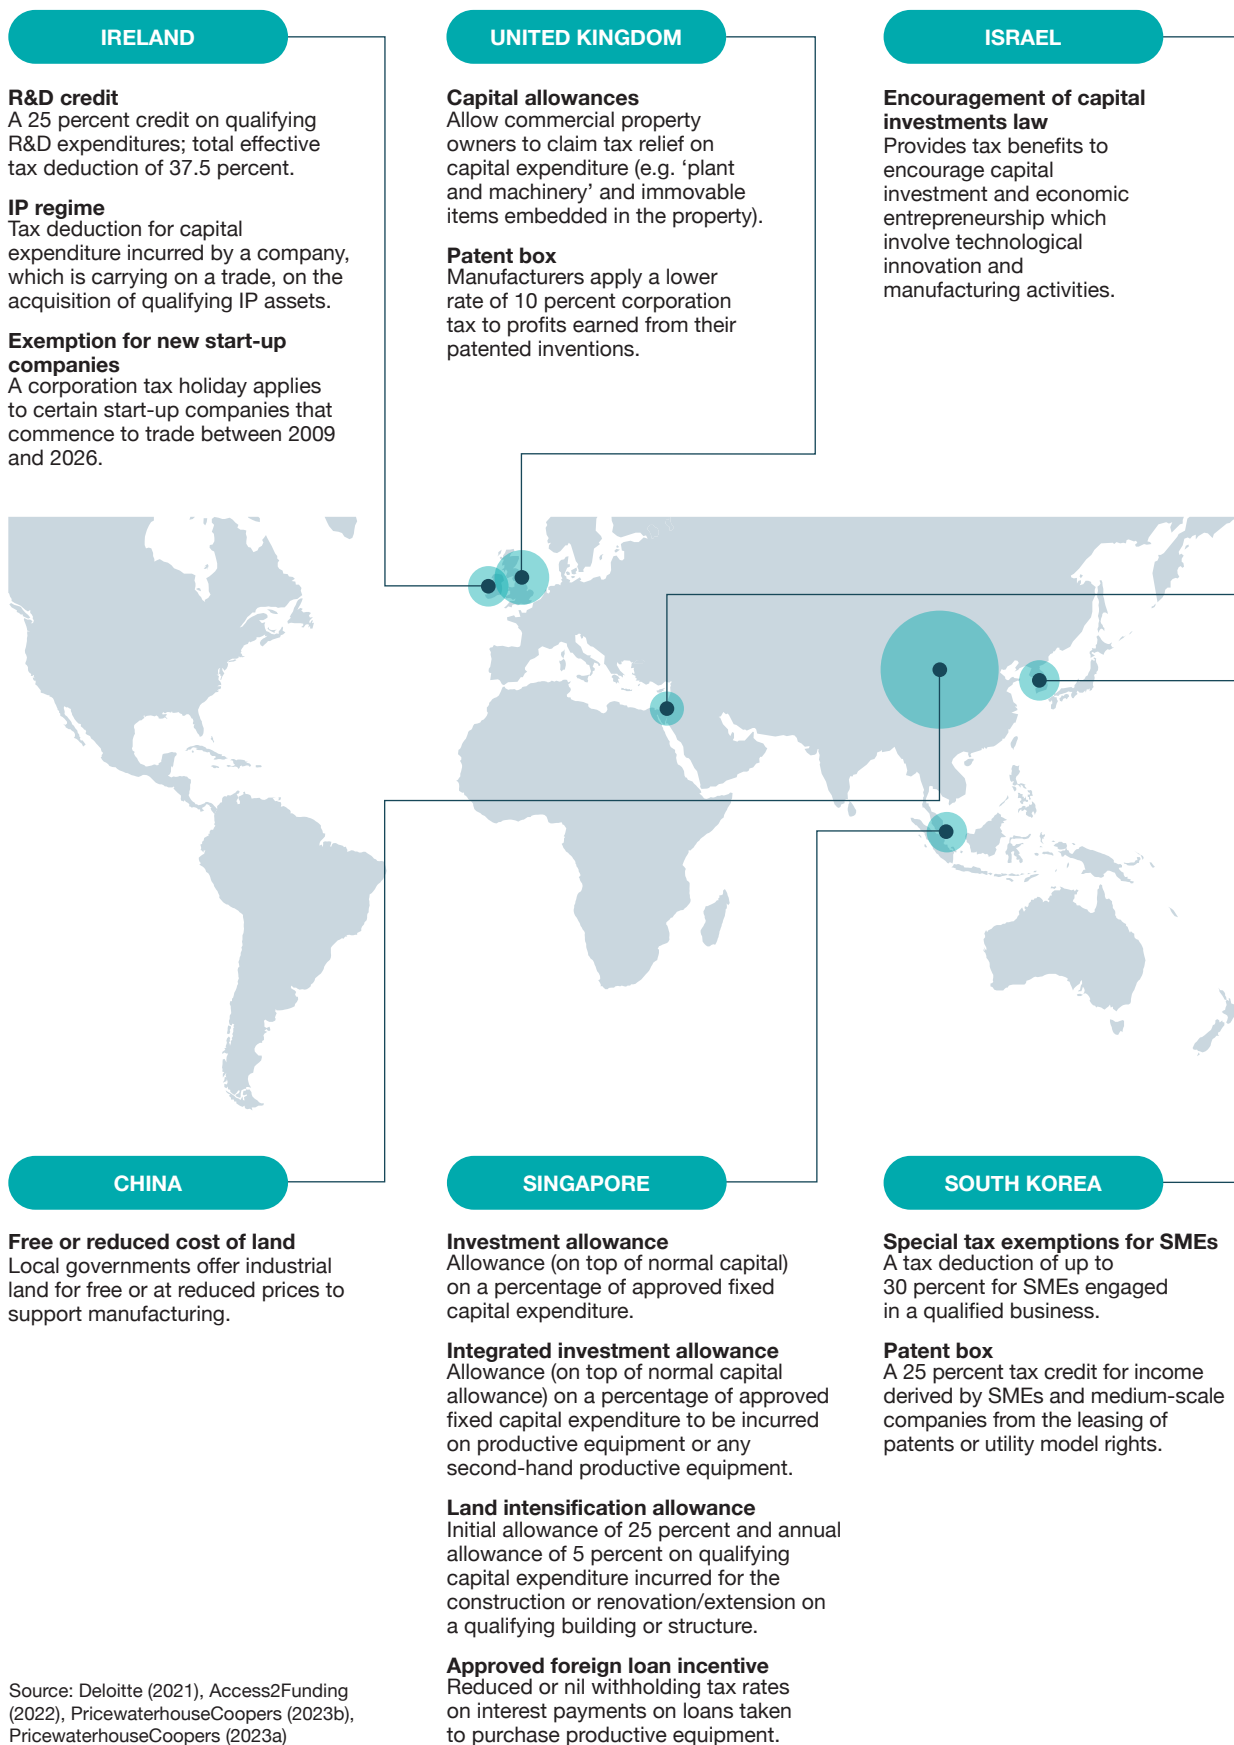 IRELAND
R&D credit
A 25 percent credit on qualifying
R&D expenditures; total effective
tax deduction of 37.5 percent.
IP regime
Tax deduction for capital
expenditure incurred by a company,
which is carrying on a trade, on the
acquisition of qualifying IP assets.
Exemption for new start-up
companies
A corporation tax holiday applies
to certain start-up companies that
commence to trade between 2009
and 2026.
UNITED KINGDOM
Capital allowances
Allow commercial property
owners to claim tax relief on
capital expenditure (e.g. ‘plant
and machinery’ and immovable
items embedded in the property).
Patent box
Manufacturers apply a lower
rate of 10 percent corporation
tax to profits earned from their
patented inventions.
ISRAEL
Encouragement of capital
investments law
Provides tax benefits to
encourage capital
investment and economic
entrepreneurship which
involve technological
innovation and
manufacturing activities.
CHINA
Free or reduced cost of land
Local governments offer industrial
land for free or at reduced prices to
support manufacturing.
SINGAPORE
Investment allowance
Allowance (on top of normal capital)
on a percentage of approved fixed
capital expenditure.
Integrated investment allowance
Allowance (on top of normal capital
allowance) on a percentage of approved
fixed capital expenditure to be incurred
on productive equipment or any
second-hand productive equipment.
Land intensification allowance
Initial allowance of 25 percent and annual
allowance of 5 percent on qualifying
capital expenditure incurred for the
construction or renovation/extension on
a qualifying building or structure.
Approved foreign loan incentive
Reduced or nil withholding tax rates
on interest payments on loans taken
to purchase productive equipment.
SOUTH KOREA
Special tax exemptions for SMEs
A tax deduction of up to
30 percent for SMEs engaged
in a qualified business.
Patent box
A 25 percent tax credit for income
derived by SMEs and medium-scale
companies from the leasing of
patents or utility model rights.
Source: Deloitte (2021), Access2Funding
(2022), PricewaterhouseCoopers (2023b),
PricewaterhouseCoopers (2023a)